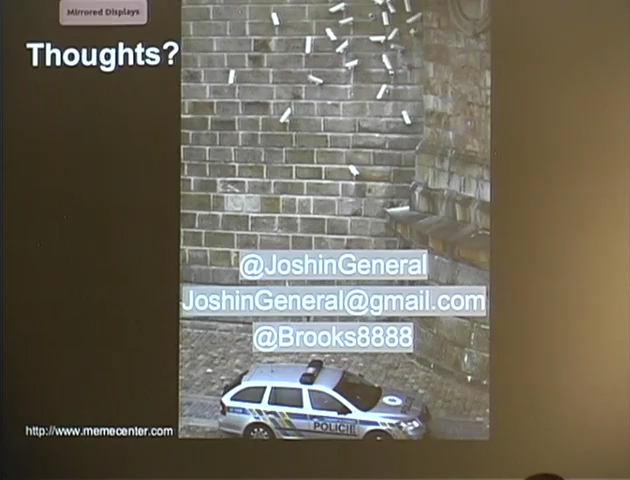 Mirrored Displays
Thoughts?
@JoshinGeneral
JoshinGeneral@gmail.com
@Brooks8888
POLICIE
http://www.memecenter.com